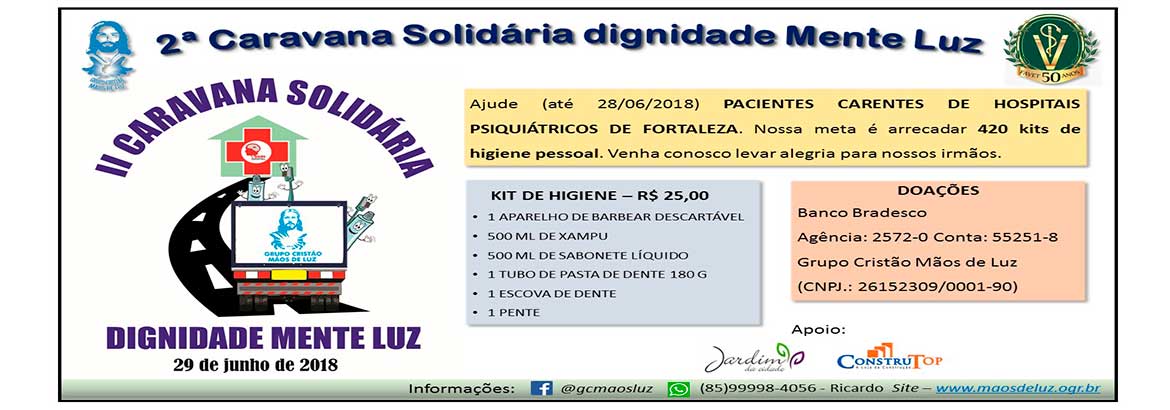 2ª Caravana Solidária dignidade Mente Luz
FAVET 50 ANOS
II CARAVANA SOLIDÁRIA
GRUPO CRISTÃO
MÃOS DE LUZ
DIGNIDADE MENTE LUZ
29 de junho de 2018
Ajude (até 28/06/2018) PACIENTES CARENTES DE HOSPITAIS
PSIQUIÁTRICOS DE FORTALEZA. Nossa meta é arrecadar 420 kits de
higiene pessoal. Venha conosco levar alegria para nossos irmãos.
KIT DE HIGIENE – R$ 25,00
• 1 APARELHO DE BARBEAR DESCARTÁVEL
• 500 ML DE XAMPU
• 500 ML DE SABONETE LÍQUIDO
• 1 TUBO DE PASTA DE DENTE 180 G
• 1 ESCOVA DE DENTE
• 1 PENTE
DOAÇÕES
Banco Bradesco
Agência: 2572-0 Conta: 55251-8
Grupo Cristão Mãos de Luz
(CNPJ.: 26152309/0001-90)
Apoio:
Jardim
da cidade
CONSTRUTOP
A Loja da Construção
Informações: @gcmaosluz (85)99998-4056 - Ricardo Site – www.maosdeluz.ogr.br